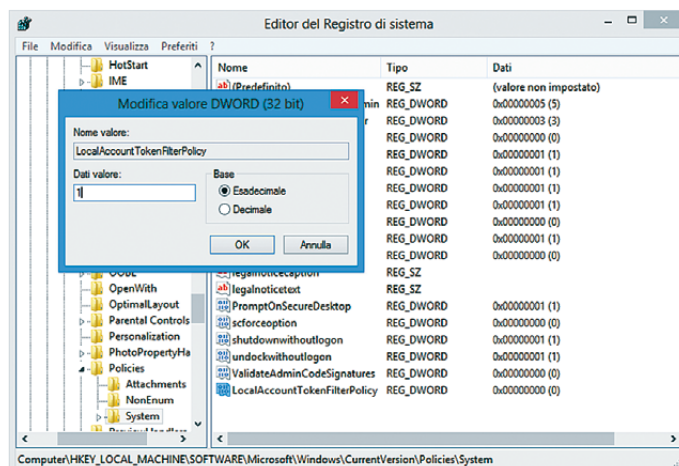 Editor del Registro di sistema
File Modifica Visualizza Preferiti ?
HotStart
IME
OpenWith
OptimalLayout
Parental Controls
Personalization
PhotoPropertyHa
Policies
Attachments
NonEnum
System
Nome Tipo Dati
(Predefinito) REG_SZ (valore non impostato)
min REG_DWORD 0x00000005 (5)
r REG_DWORD 0x00000003 (3)
REG_DWORD 0x00000000 (0)
REG_DWORD 0x00000001 (1)
REG_DWORD 0x00000001 (1)
REG_DWORD 0x00000001 (1)
REG_DWORD 0x00000000 (0)
REG_DWORD 0x00000001 (1)
REG_DWORD 0x00000000 (0)
legalnoticecaption REG_SZ
legalnoticetext REG_SZ
PromptOnSecureDesktop REG_DWORD 0x00000001 (1)
scforceoption REG_DWORD 0x00000000 (0)
shutdownwithoutlogon REG_DWORD 0x00000001 (1)
undockwithoutlogon REG_DWORD 0x00000001 (1)
ValidateAdminCodeSignatures REG_DWORD 0x00000000 (0)
LocalAccountTokenFilterPolicy REG_DWORD 0x00000000 (0)
Modifica valore DWORD (32 bit)
Nome valore:
LocalAccountTokenFilterPolicy
Dati valore:
1
Base
Esadecimale
Decimale
OK Annulla
Computer\HKEY_LOCAL_MACHINE\SOFTWARE\Microsoft\Windows\CurrentVersion\Policies\System